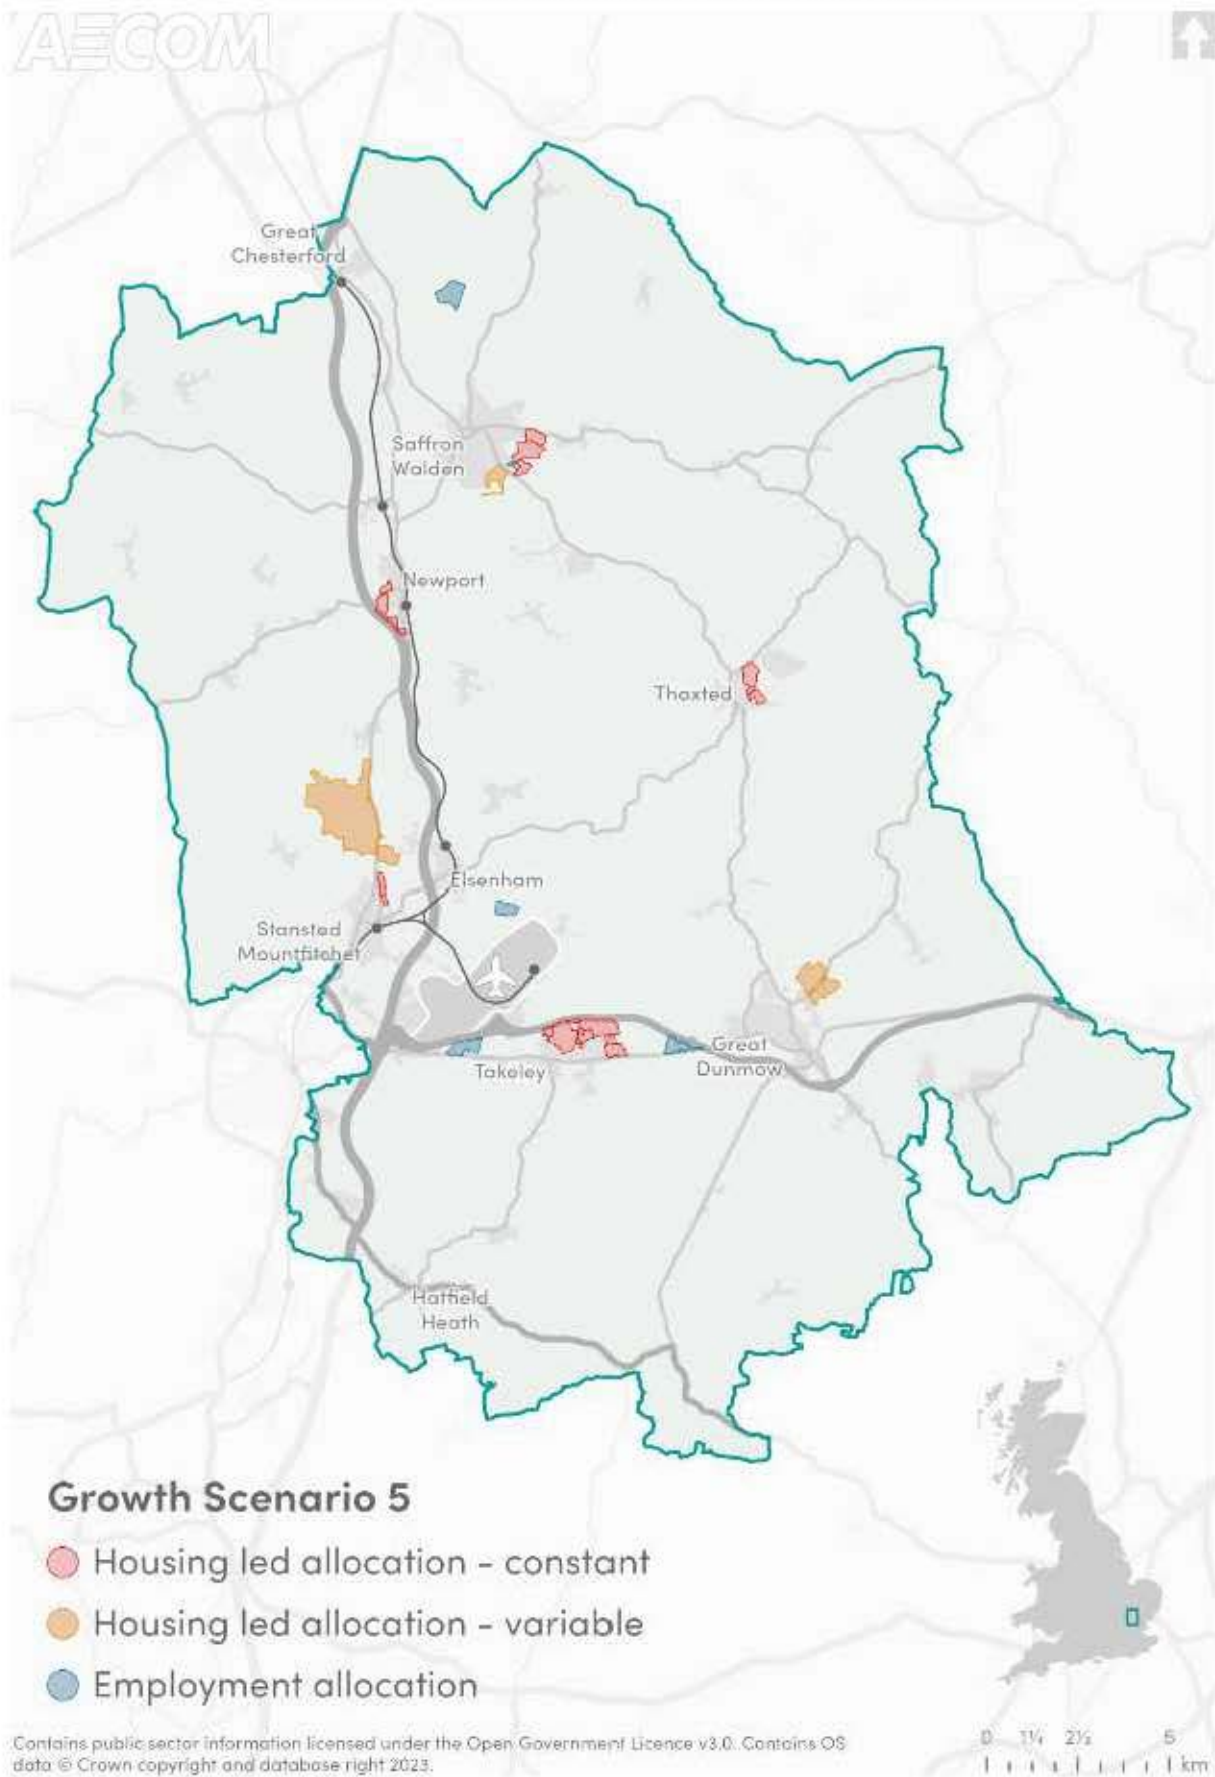 AECOM
Great
Chesterford
Saffron
Walden
Newport
Thaxted
Elsenham
Stansted
Mountfitchet
Great
Dunmow
Takeley
Hatfield
Heath
Growth Scenario 5
Housing led allocation - constant
Housing led allocation - variable
Employment allocation
Contains public sector information licensed under the Open Government Licence v3.0. Contains OS
data © Crown copyright and database right 2023.
0 1¼ 2½ 5
km